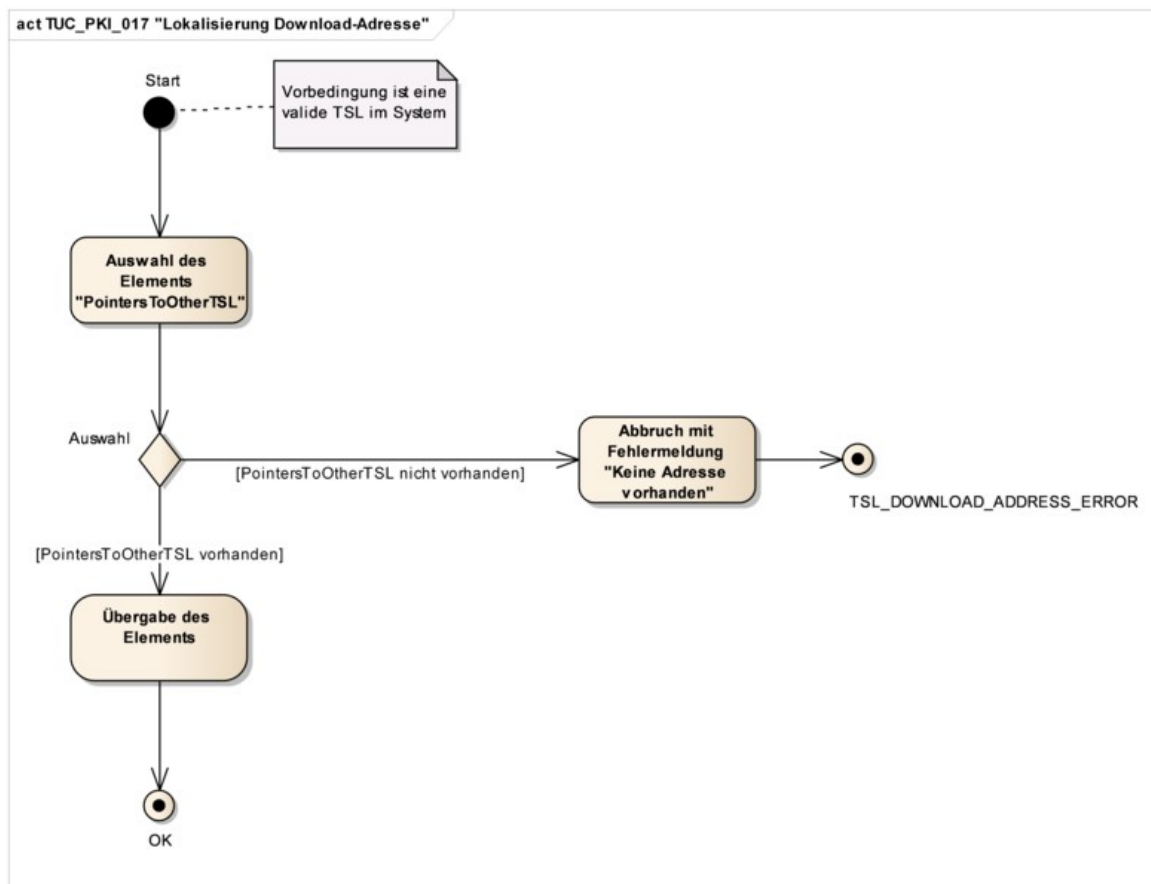 act TUC_PKI_017 "Lokalisierung Download-Adresse"
Start
Vorbedingung ist eine
valide TSL im System
Auswahl des
Elements
"PointersToOtherTSL"
Auswahl
[PointersToOtherTSL nicht vorhanden]
Abbruch mit
Fehlermeldung
"Keine Adresse
vorhanden"
TSL_DOWNLOAD_ADDRESS_ERROR
[PointersToOtherTSL vorhanden]
Übergabe des
Elements
OK